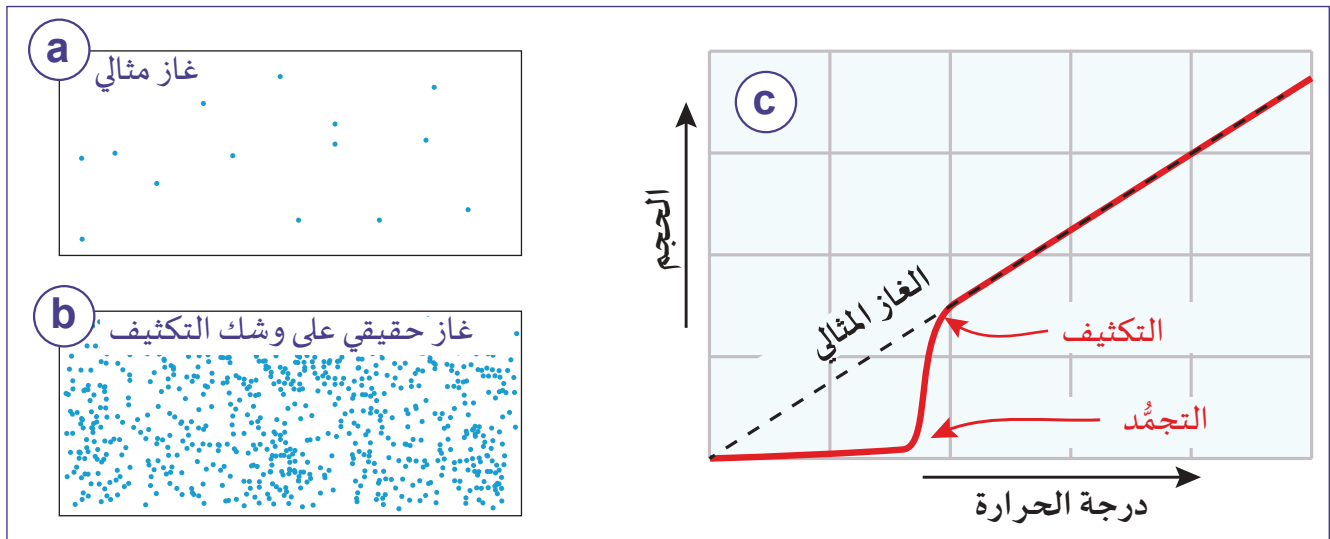 a
غاز مثالي
b
غاز حقيقي على وشك التكثيف
c
الحجم
الغاز المثالي
التكثيف
التجمُّد
درجة الحرارة